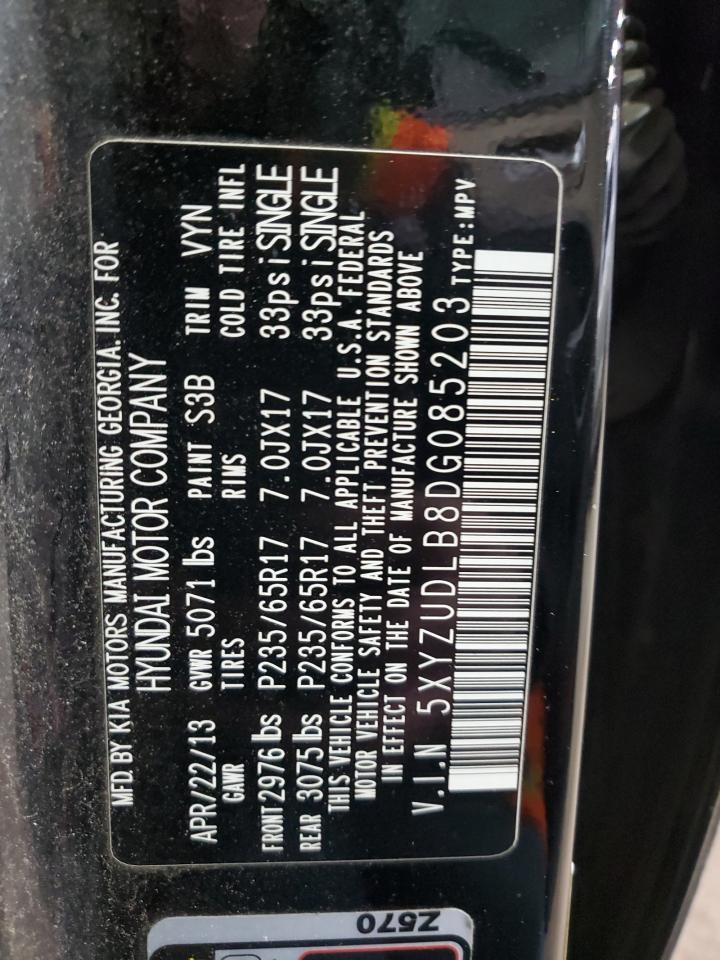 MFD. BY KIA MOTORS MANUFACTURING GEORGIA, INC. FOR
HYUNDAI MOTOR COMPANY
APR/22/13 GVWR 5071 lbs PAINT S3B TRIM VYN
GAWR TIRES RIMS COLD TIRE INFL
FRONT 2976 lbs P235/65R17 7.0JX17 33psi SINGLE
REAR 3075 lbs P235/65R17 7.0JX17 33psi SINGLE
THIS VEHICLE CONFORMS TO ALL APPLICABLE U.S.A. FEDERAL
MOTOR VEHICLE SAFETY AND THEFT PREVENTION STANDARDS
IN EFFECT ON THE DATE OF MANUFACTURE SHOWN ABOVE
V.I.N 5XYZUDLB8DG085203 TYPE:MPV
Z570